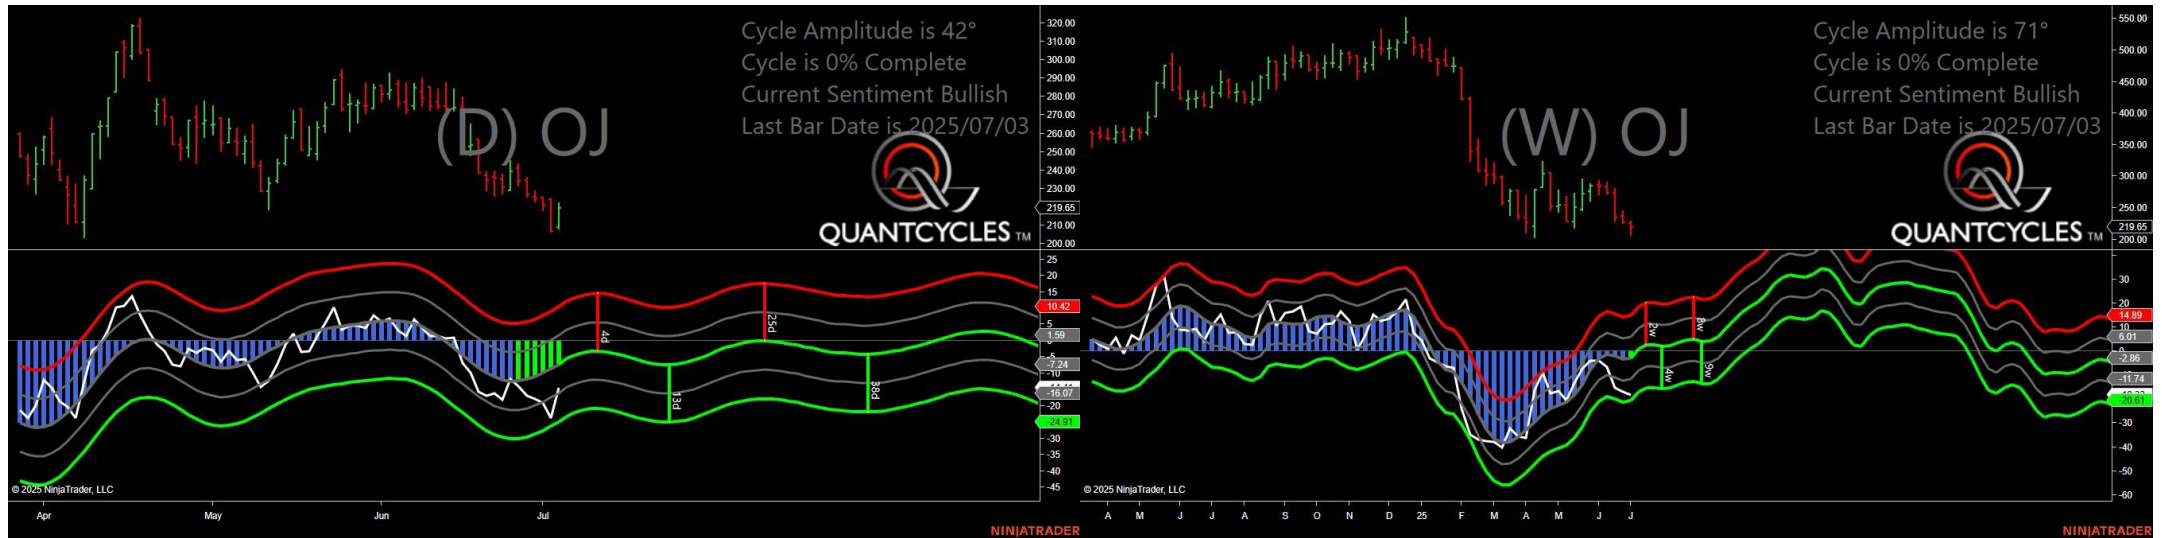 Cycle Amplitude is 42°
Cycle is 0% Complete
Current Sentiment Bullish
Last Bar Date is 2025/07/03
(D) OJ
QUANTCYCLES TM
320.00
310.00
300.00
290.00
280.00
270.00
260.00
250.00
240.00
230.00
219.65
210.00
200.00
25
20
15
10.42
5
1.59
-5
-7.24
-10
-16.07
-20
-24.91
-30
-35
-40
-45
4d
13d
25d
38d
© 2025 NinjaTrader, LLC
Apr May Jun Jul
NINJATRADER
Cycle Amplitude is 71°
Cycle is 0% Complete
Current Sentiment Bullish
Last Bar Date is 2025/07/03
(W) OJ
QUANTCYCLES TM
550.00
500.00
450.00
400.00
350.00
300.00
250.00
219.65
200.00
30
20
14.89
10
6.01
0
-2.86
-11.74
-20.61
-30
-40
-50
-60
2w
4w
8w
9w
© 2025 NinjaTrader, LLC
A M J J A S O N D 25 F M A M J J
NINJATRADER